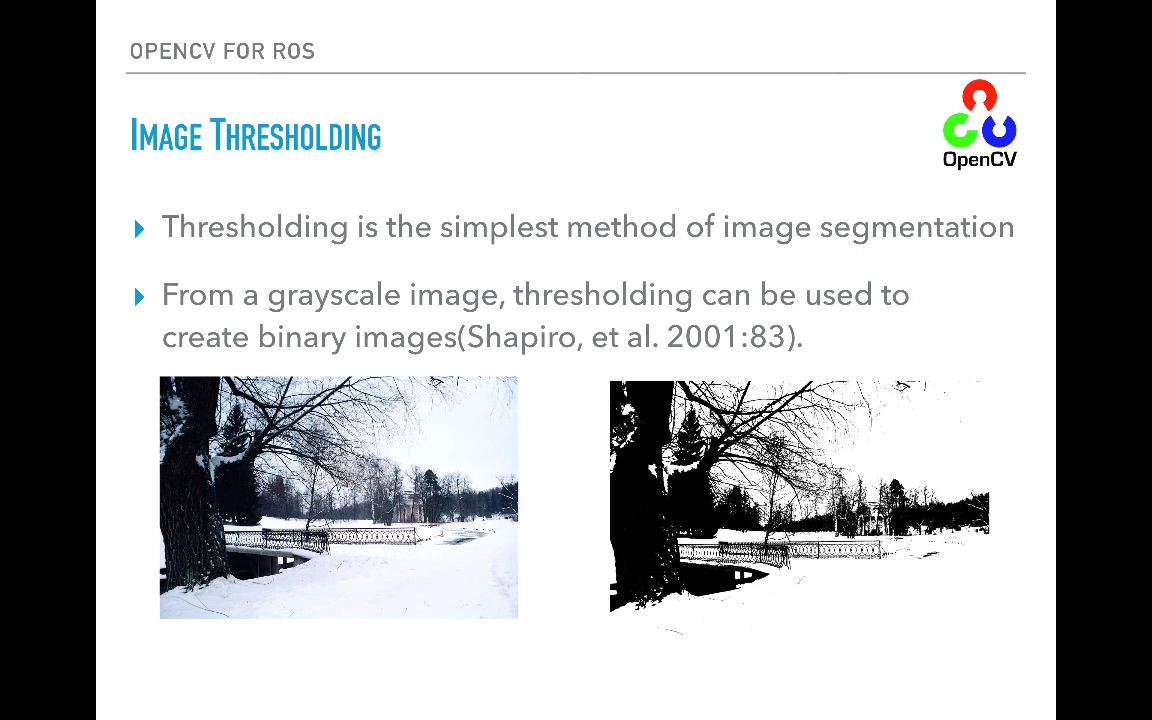 OPENCV FOR ROS
OpenCV
IMAGE THRESHOLDING
Thresholding is the simplest method of image segmentation
From a grayscale image, thresholding can be used to
create binary images(Shapiro, et al. 2001:83).